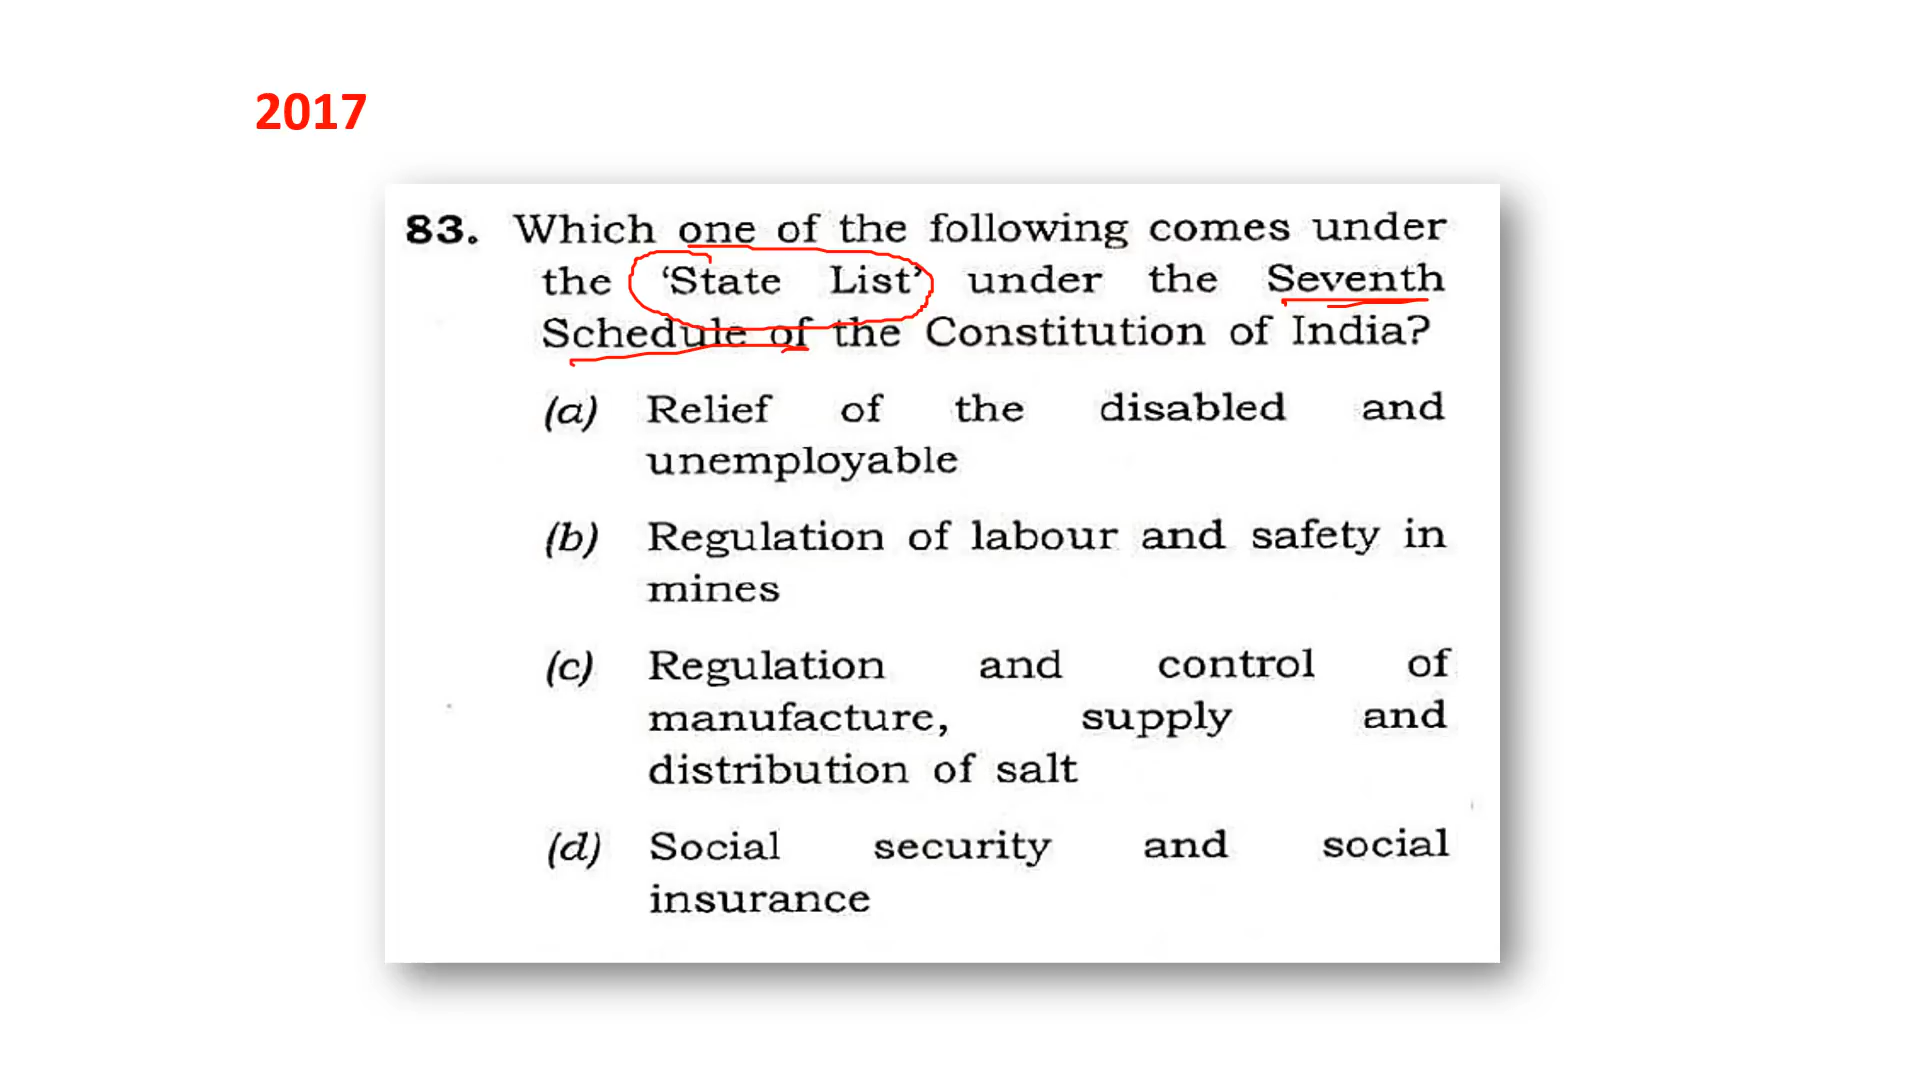 2017
83. Which one of the following comes under
the ‘State List’ under the Seventh
Schedule of the Constitution of India?
(a) Relief of the disabled and
unemployable
(b) Regulation of labour and safety in
mines
(c) Regulation and control of
manufacture, supply and
distribution of salt
(d) Social security and social
insurance